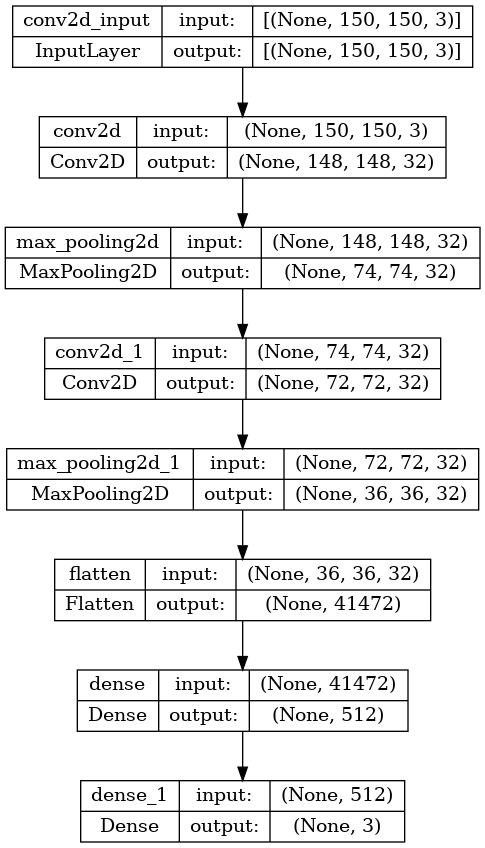 conv2d_input input: [(None, 150, 150, 3)]
InputLayer output: [(None, 150, 150, 3)]
conv2d input: (None, 150, 150, 3)
Conv2D output: (None, 148, 148, 32)
max_pooling2d input: (None, 148, 148, 32)
MaxPooling2D output: (None, 74, 74, 32)
conv2d_1 input: (None, 74, 74, 32)
Conv2D output: (None, 72, 72, 32)
max_pooling2d_1 input: (None, 72, 72, 32)
MaxPooling2D output: (None, 36, 36, 32)
flatten input: (None, 36, 36, 32)
Flatten output: (None, 41472)
dense input: (None, 41472)
Dense output: (None, 512)
dense_1 input: (None, 512)
Dense output: (None, 3)